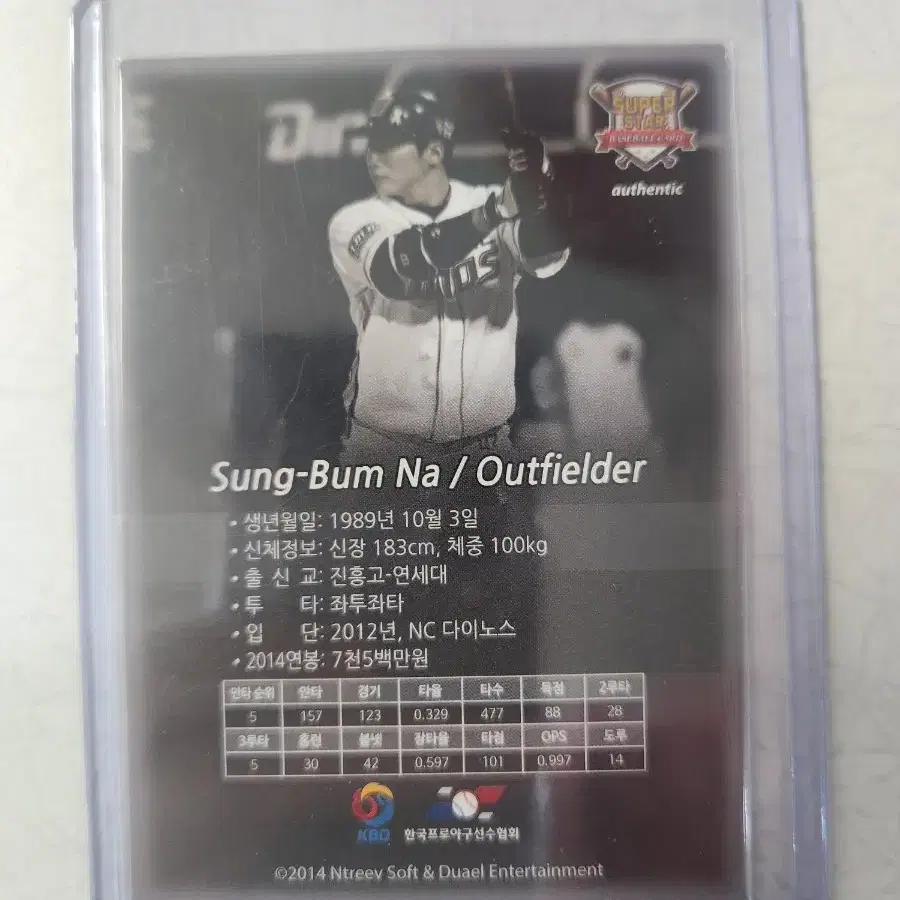 SUPER
STAR
BASEBALL CARD
authentic
Sung-Bum Na / Outfielder
• 생년월일: 1989년 10월 3일
• 신체정보: 신장 183cm, 체중 100kg
• 출 신 교: 진흥고-연세대
• 투 타: 좌투좌타
• 입 단: 2012년, NC 다이노스
• 2014연봉: 7천5백만원
안타순위 안타 경기 타율 타수 득점 2루타
5 157 123 0.329 477 88 28
3루타 홈런 볼넷 장타율 타점 OPS 도루
5 30 42 0.597 101 0.997 14
KBO 한국프로야구선수협회
©2014 Ntreev Soft & Duael Entertainment